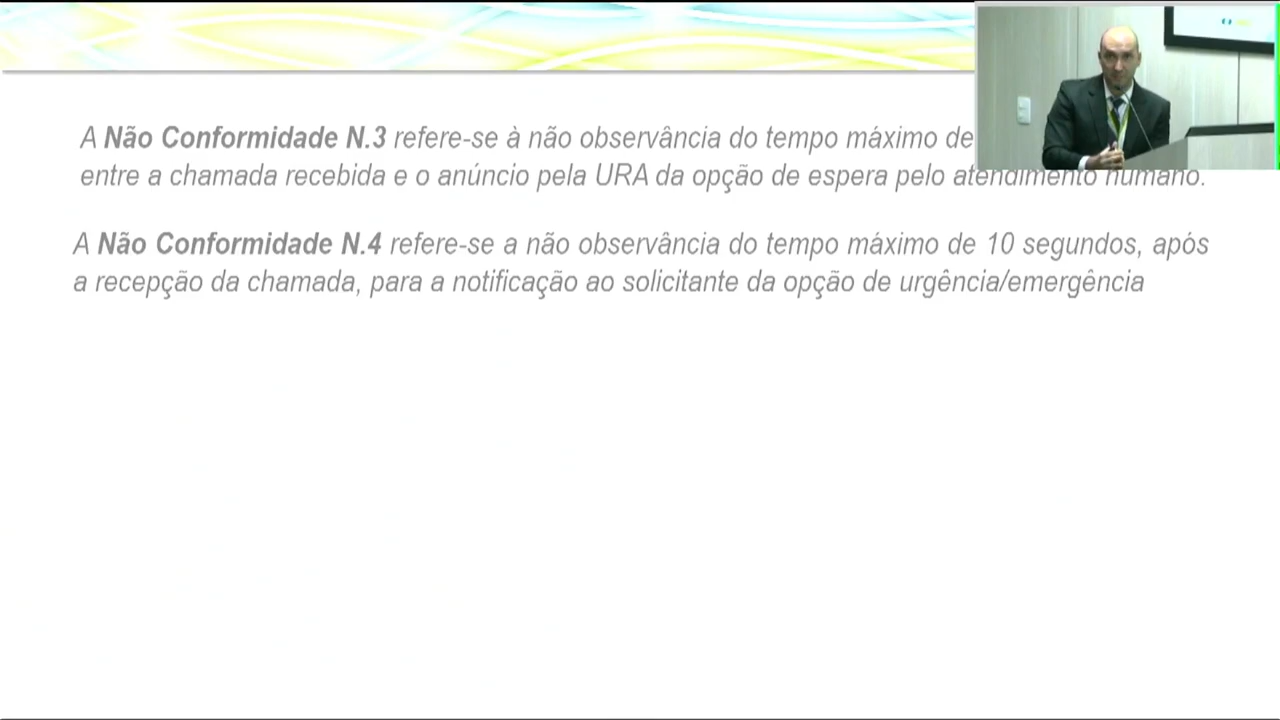 A Não Conformidade N.3 refere-se à não observância do tempo máximo de
entre a chamada recebida e o anúncio pela URA da opção de espera pelo atendimento humano.
A Não Conformidade N.4 refere-se a não observância do tempo máximo de 10 segundos, após
a recepção da chamada, para a notificação ao solicitante da opção de urgência/emergência